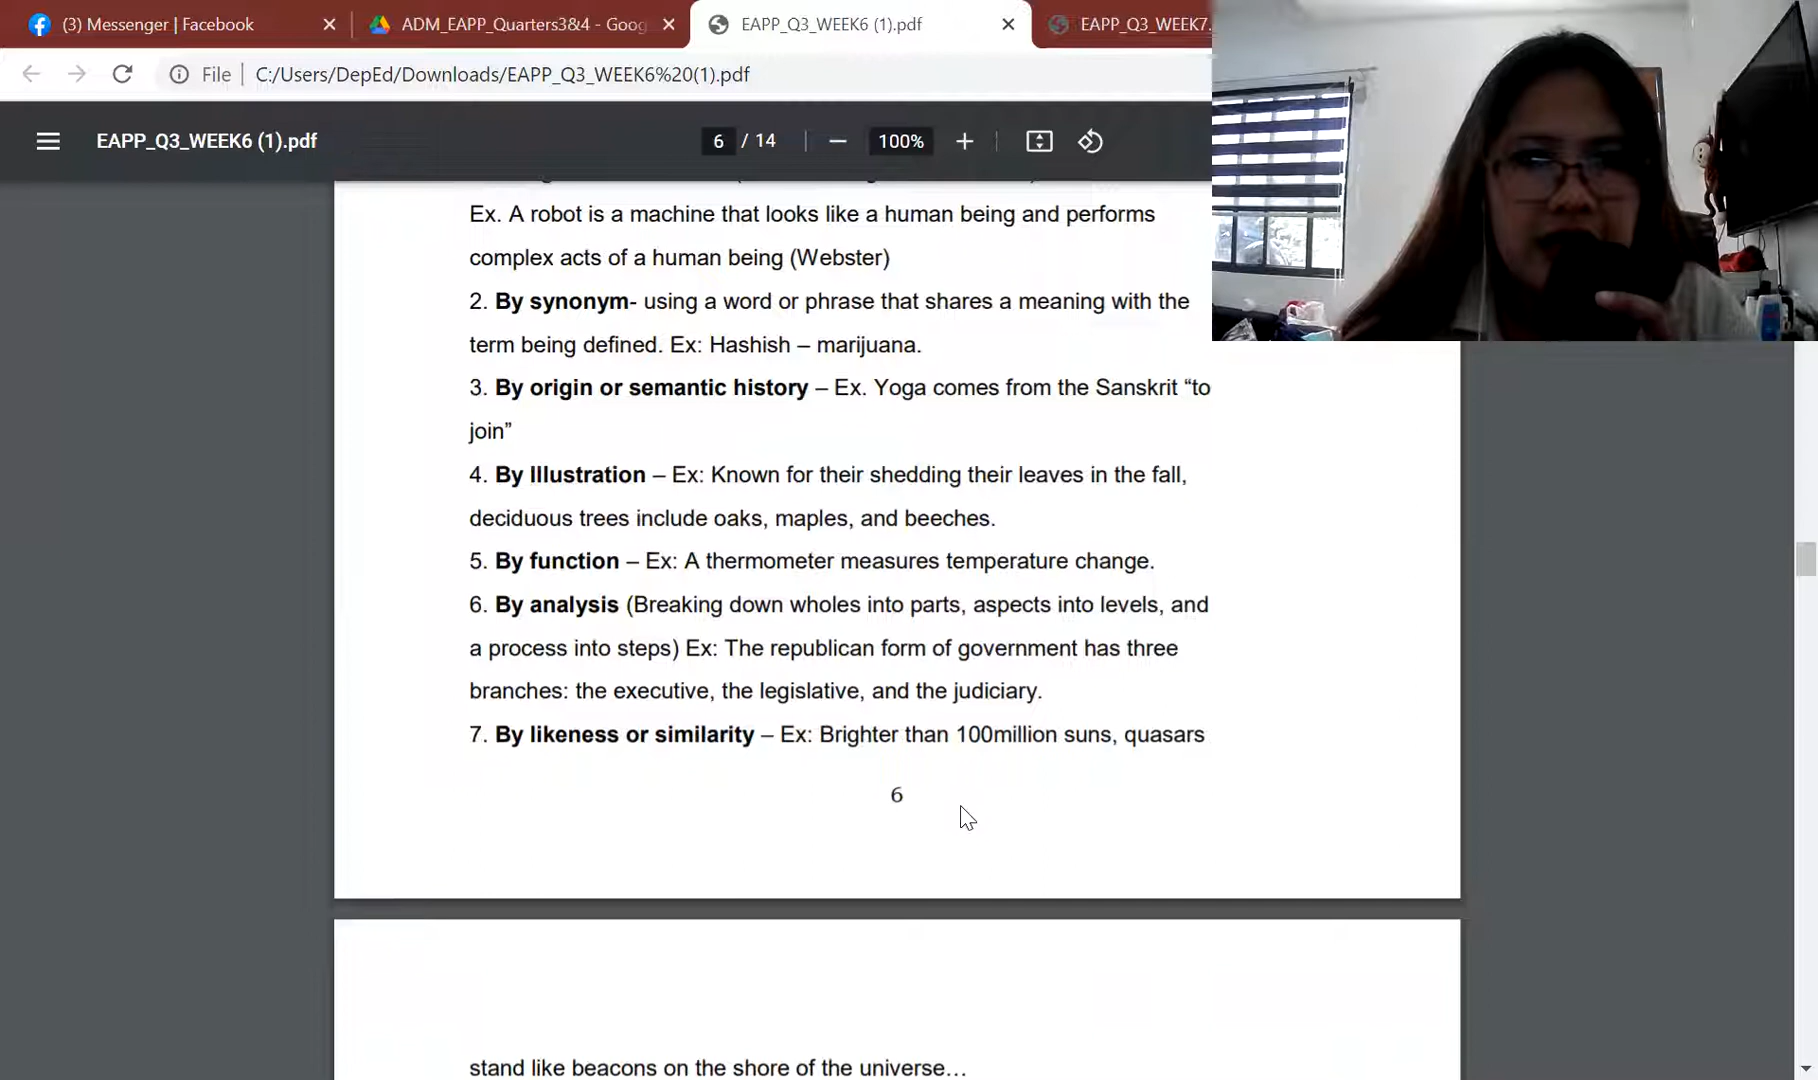 (3) Messenger | Facebook
ADM_EAPP_Quarters3&4 - Goog
EAPP_Q3_WEEK6 (1).pdf
EAPP_Q3_WEEK7.
File
C:/Users/DepEd/Downloads/EAPP_Q3_WEEK6%20(1).pdf
EAPP_Q3_WEEK6 (1).pdf
6 / 14
100%
Ex. A robot is a machine that looks like a human being and performs
complex acts of a human being (Webster)
2. By synonym- using a word or phrase that shares a meaning with the
term being defined. Ex: Hashish – marijuana.
3. By origin or semantic history – Ex. Yoga comes from the Sanskrit “to
join”
4. By Illustration – Ex: Known for their shedding their leaves in the fall,
deciduous trees include oaks, maples, and beeches.
5. By function – Ex: A thermometer measures temperature change.
6. By analysis (Breaking down wholes into parts, aspects into levels, and
a process into steps) Ex: The republican form of government has three
branches: the executive, the legislative, and the judiciary.
7. By likeness or similarity – Ex: Brighter than 100million suns, quasars
6
stand like beacons on the shore of the universe…